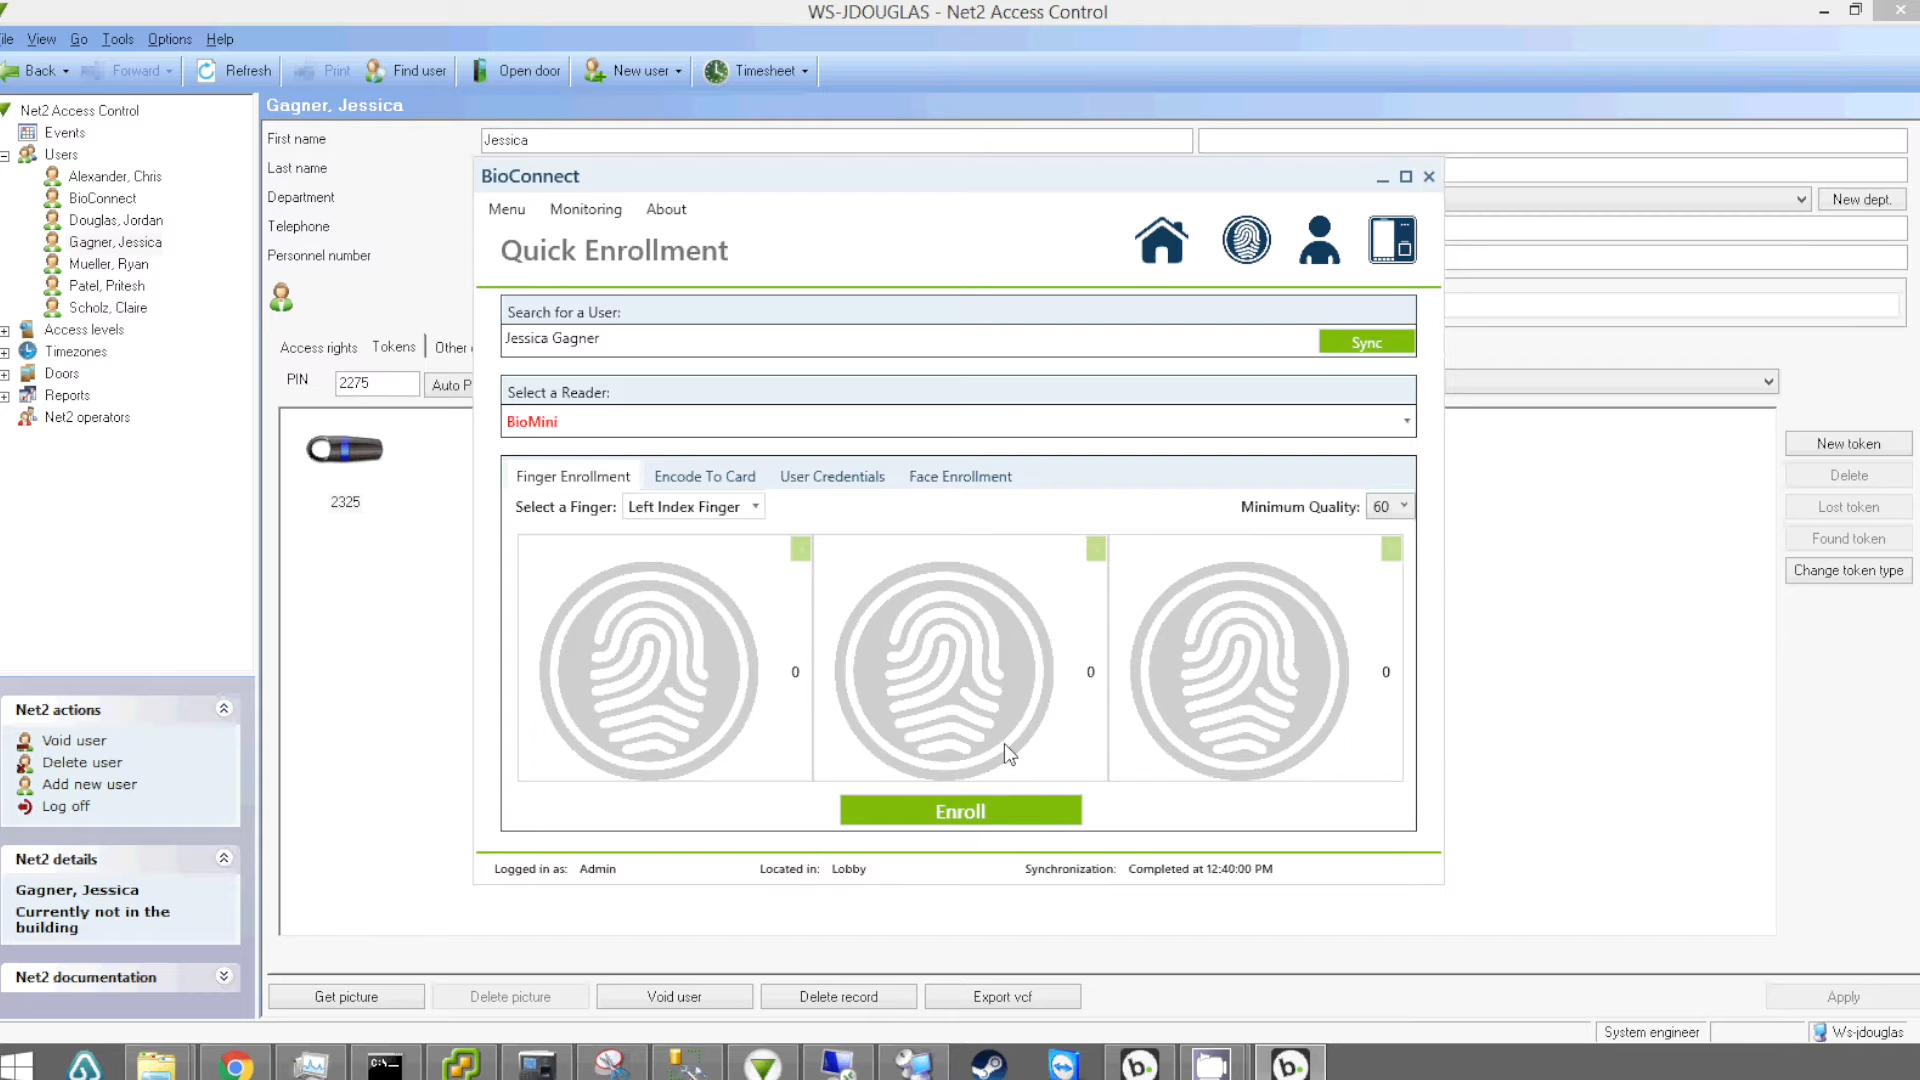 WS-JDOUGLAS - Net2 Access Control
ile View Go Tools Options Help
Back Forward Refresh Print Find user Open door New user Timesheet
Net2 Access Control
Events
Users
Alexander, Chris
BioConnect
Douglas, Jordan
Gagner, Jessica
Mueller, Ryan
Patel, Pritesh
Scholz, Claire
Access levels
Timezones
Doors
Reports
Net2 operators
Net2 actions
Void user
Delete user
Add new user
Log off
Net2 details
Gagner, Jessica
Currently not in the
building
Net2 documentation
Gagner, Jessica
First name Jessica
Last name
Department New dept.
Telephone
Personnel number
Access rights Tokens Other
PIN 2275 Auto P
2325
New token
Delete
Lost token
Found token
Change token type
BioConnect
Menu Monitoring About
Quick Enrollment
Search for a User:
Jessica Gagner Sync
Select a Reader:
BioMini
Finger Enrollment Encode To Card User Credentials Face Enrollment
Select a Finger: Left Index Finger Minimum Quality: 60
0 0 0
Enroll
Logged in as: Admin Located in: Lobby Synchronization: Completed at 12:40:00 PM
Get picture Delete picture Void user Delete record Export vcf Apply
System engineer Ws-jdouglas
C:\_
b. b.